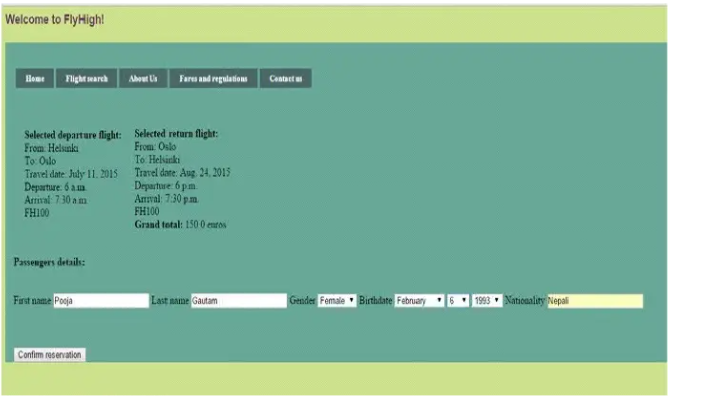 Welcome to FlyHigh!
Home Flight search About Us Fares and regulations Contact us
Selected departure flight:
From: Helsinki
To: Oslo
Travel date: July 11, 2015
Departure: 6 a.m.
Arrival: 7:30 a.m.
FH100
Selected return flight:
From: Oslo
To: Helsinki
Travel date: Aug. 24, 2015
Departure: 6 p.m.
Arrival: 7:30 p.m.
FH100
Grand total: 150.0 euros
Passengers details:
First name Pooja Last name Gautam Gender Female Birthdate February 6 1993 Nationality Nepali
Confirm reservation